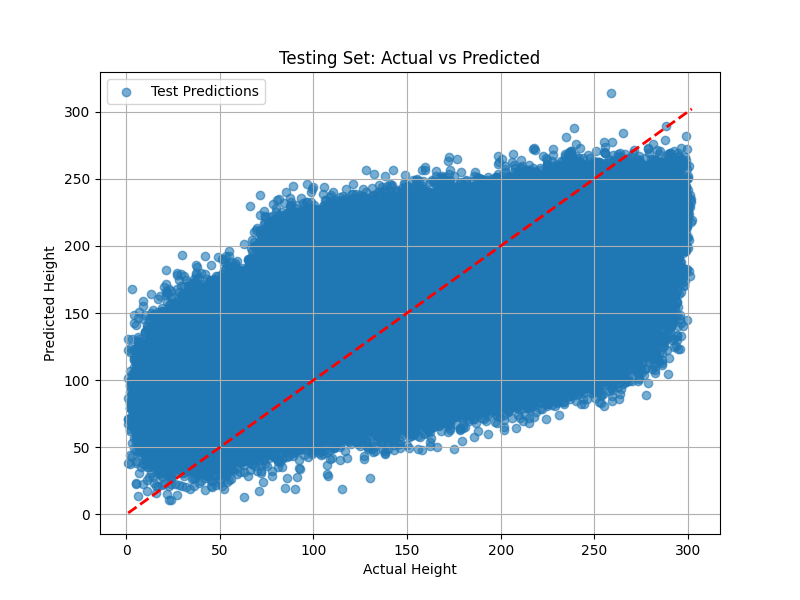 Testing Set: Actual vs Predicted
Test Predictions
300
250
200
150
100
50
0
Predicted Height
0 50 100 150 200 250 300
Actual Height